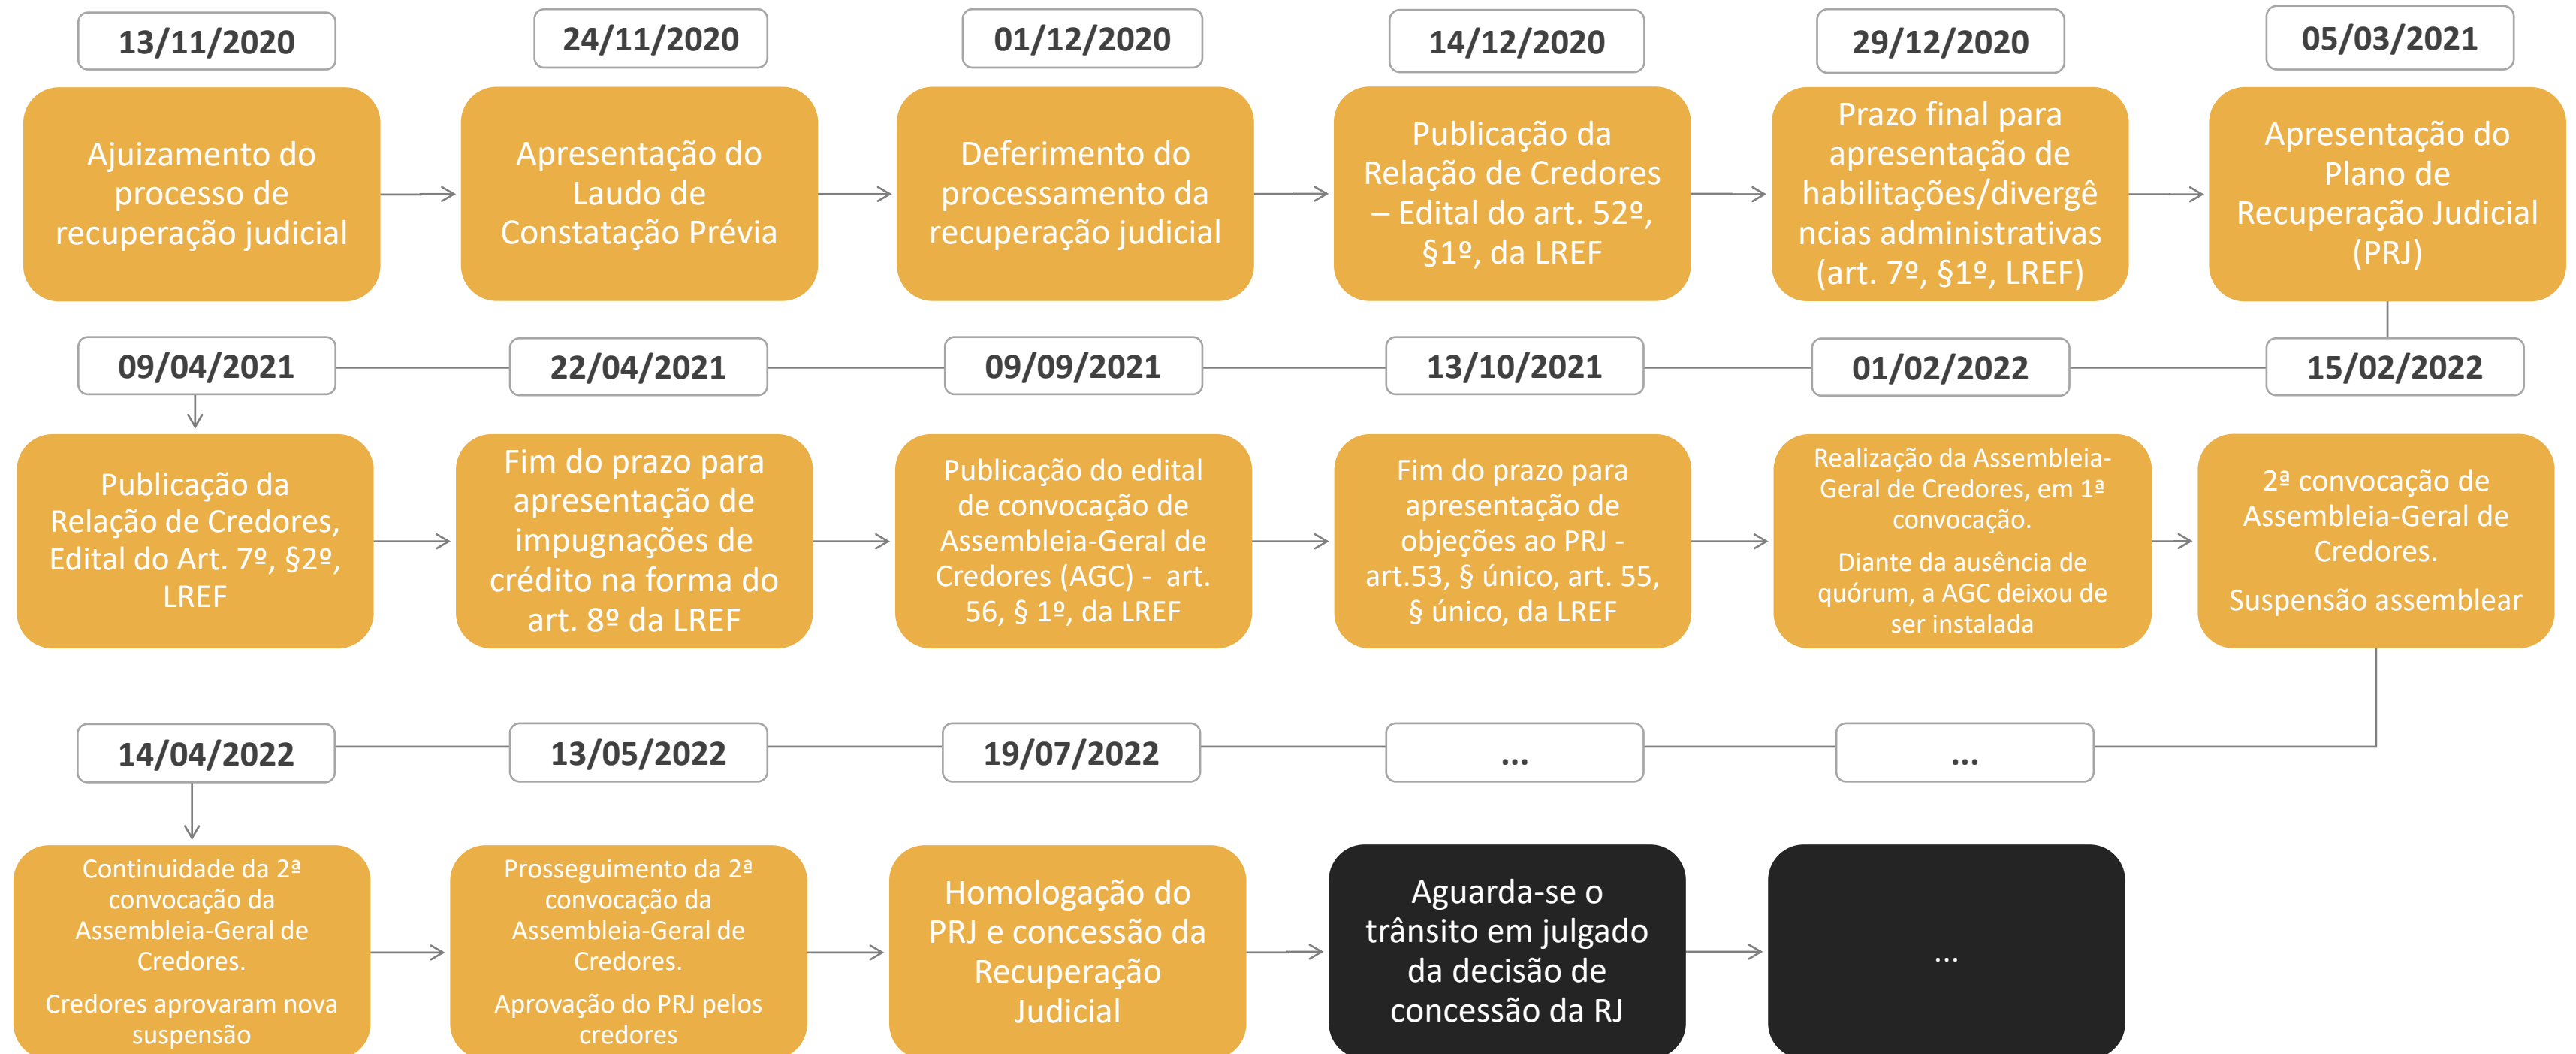 13/11/2020
Ajuizamento do
processo de
recuperação judicial
24/11/2020
Apresentação do
Laudo de
Constatação Prévia
01/12/2020
Deferimento do
processamento da
recuperação judicial
14/12/2020
Publicação da
Relação de Credores
– Edital do art. 52º,
§1º, da LREF
29/12/2020
Prazo final para
apresentação de
habilitações/divergê
ncias administrativas
(art. 7º, §1º, LREF)
05/03/2021
Apresentação do
Plano de
Recuperação Judicial
(PRJ)
09/04/2021
Publicação da
Relação de Credores,
Edital do Art. 7º, §2º,
LREF
22/04/2021
Fim do prazo para
apresentação de
impugnações de
crédito na forma do
art. 8º da LREF
09/09/2021
Publicação do edital
de convocação de
Assembleia-Geral de
Credores (AGC) - art.
56, § 1º, da LREF
13/10/2021
Fim do prazo para
apresentação de
objeções ao PRJ -
art.53, § único, art. 55,
§ único, da LREF
01/02/2022
Realização da Assembleia-
Geral de Credores, em 1ª
convocação.
Diante da ausência de
quórum, a AGC deixou de
ser instalada
15/02/2022
2ª convocação de
Assembleia-Geral de
Credores.
Suspensão assemblear
14/04/2022
Continuidade da 2ª
convocação da
Assembleia-Geral de
Credores.
Credores aprovaram nova
suspensão
13/05/2022
Prosseguimento da 2ª
convocação da
Assembleia-Geral de
Credores.
Aprovação do PRJ pelos
credores
19/07/2022
Homologação do
PRJ e concessão da
Recuperação
Judicial
...
Aguarda-se o
trânsito em julgado
da decisão de
concessão da RJ
...
...